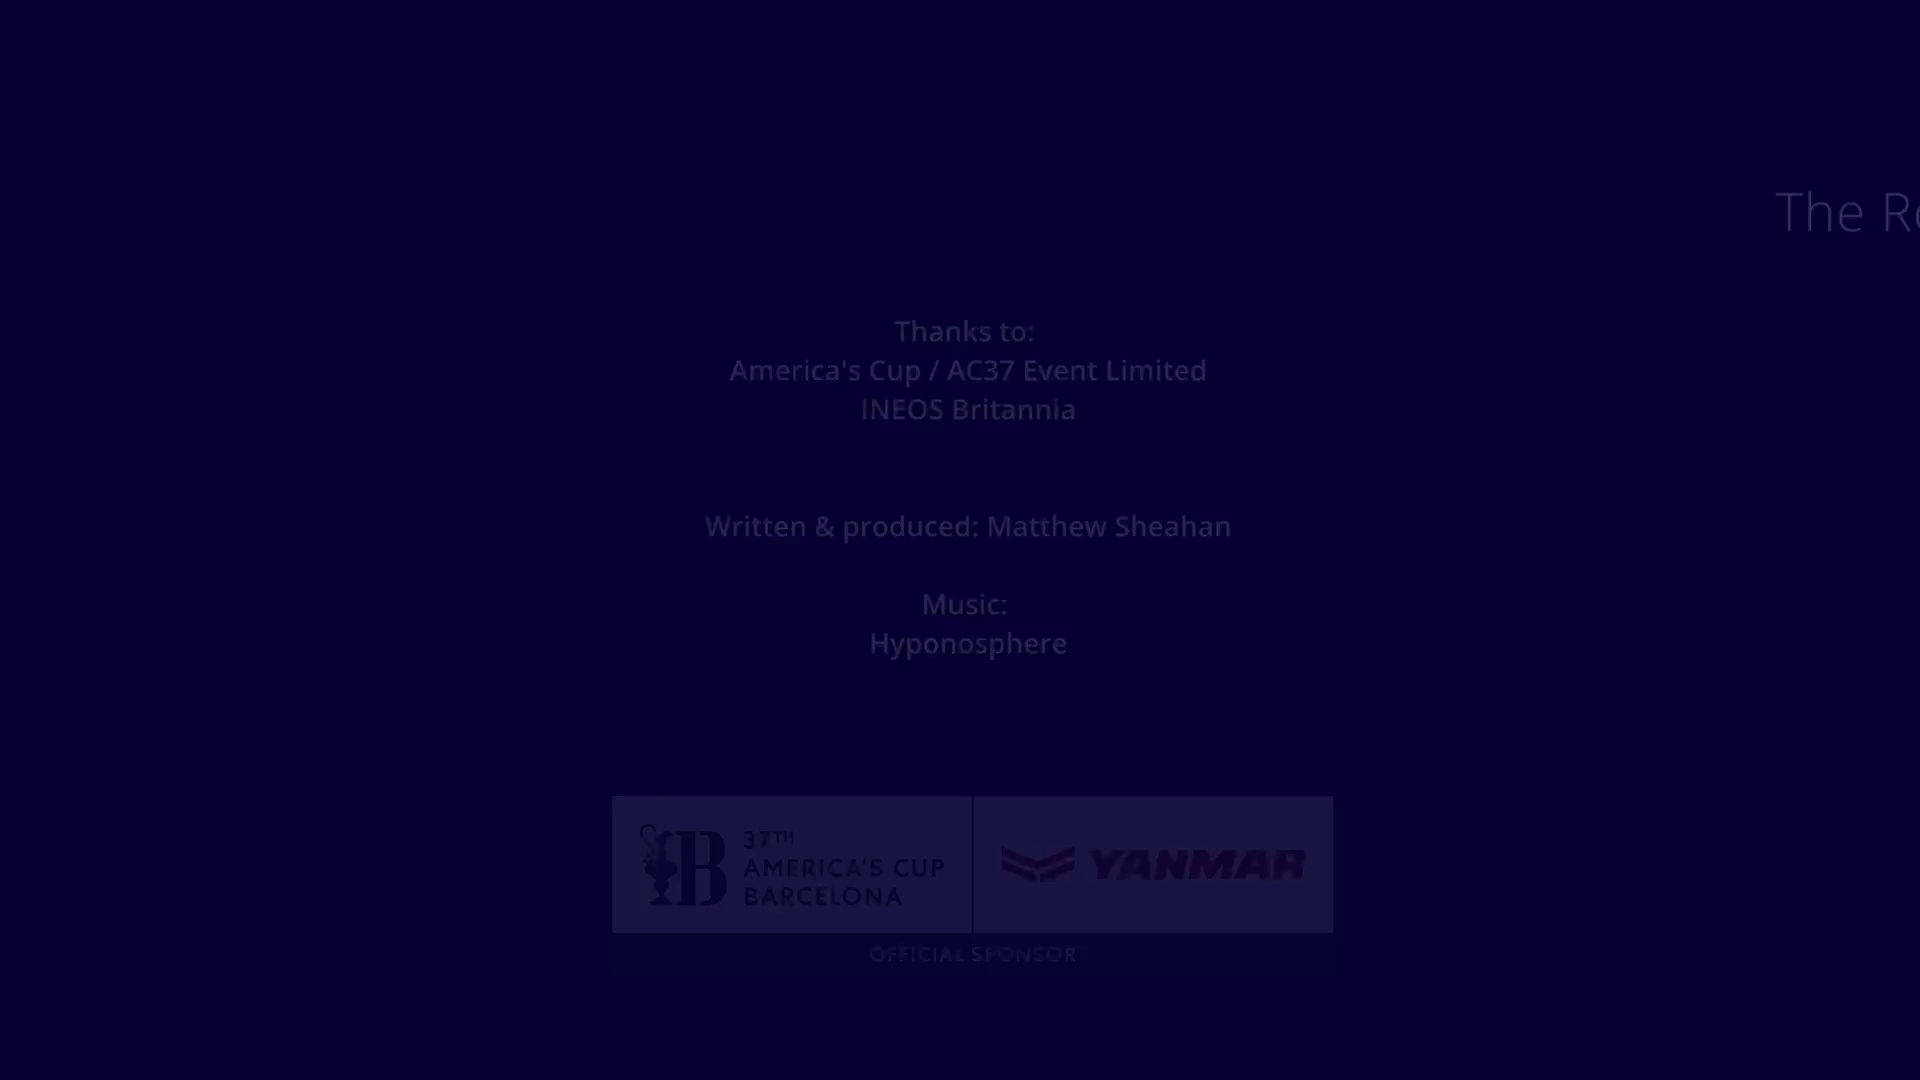 The R
Thanks to:
America's Cup / AC37 Event Limited
INEOS Britannia
Written & produced: Matthew Sheahan
Music:
Hyponosphere
B
37TH
AMERICA'S CUP
BARCELONA
YANMAR
OFFICIAL SPONSOR